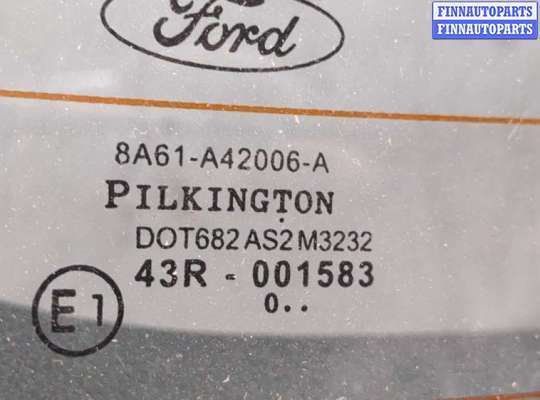 FINNAUTOPARTS
FINNAUTOPARTS
Ford
8A61-A42006-A
PILKINGTON
DOT682 AS2 M3232
43R - 001583
E1
0..